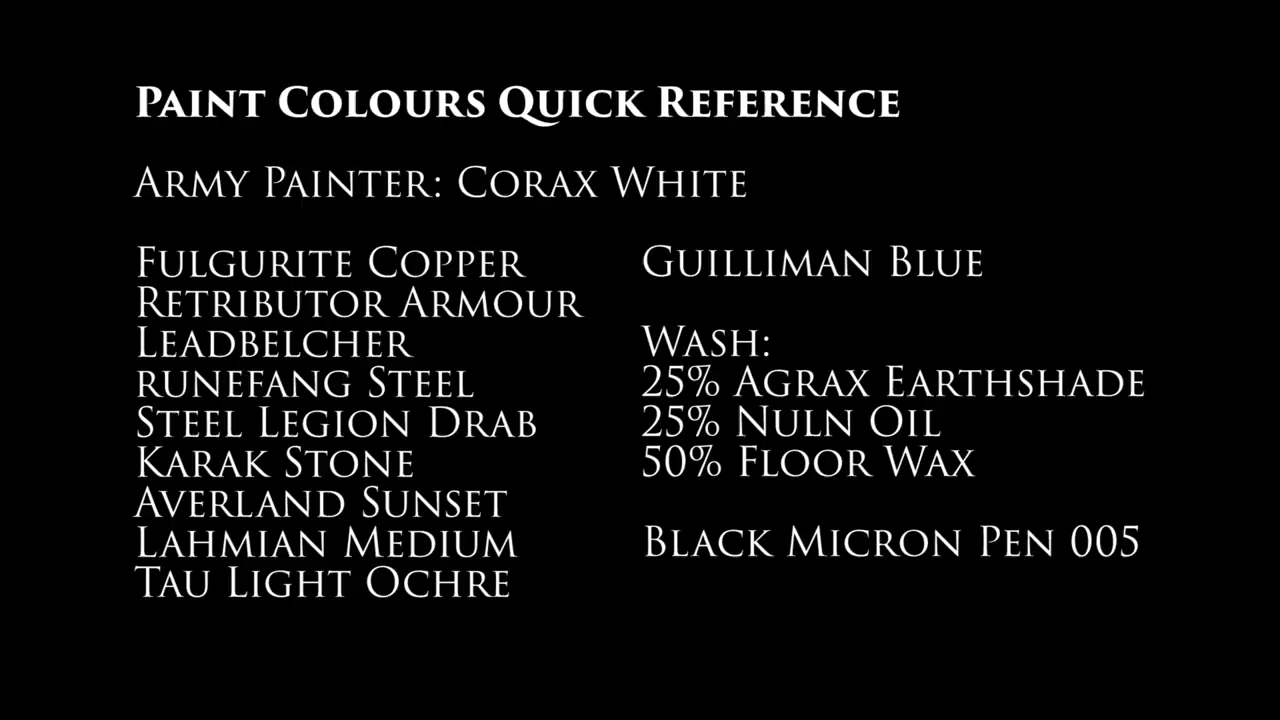 Paint Colours Quick Reference
Army Painter: Corax White
Fulgurite Copper
Retributor Armour
Leadbelcher
runefang Steel
Steel Legion Drab
Karak Stone
Averland Sunset
Lahmian Medium
Tau Light Ochre
Guilliman Blue
Wash:
25% Agrax Earthshade
25% Nuln Oil
50% Floor Wax
Black Micron Pen 005